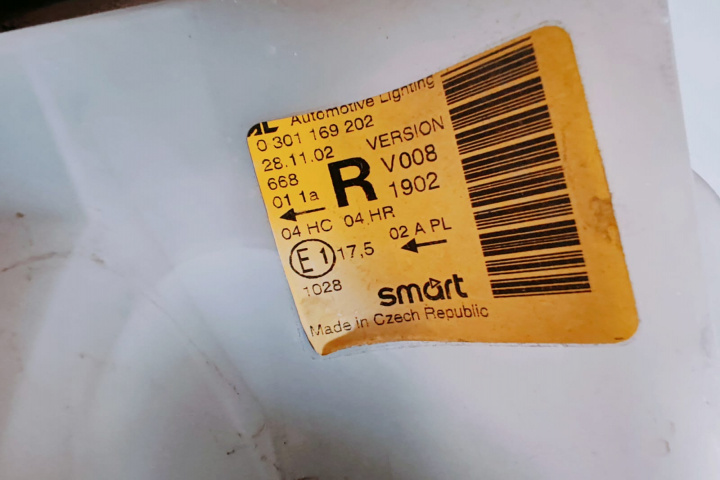 AL Automotive Lighting
0 301 169 202
28.11.02
VERSION
668
R
V008
01 1a
1902
04 HC 04 HR
02 A PL
E1 17,5
1028
smart
Made in Czech Republic